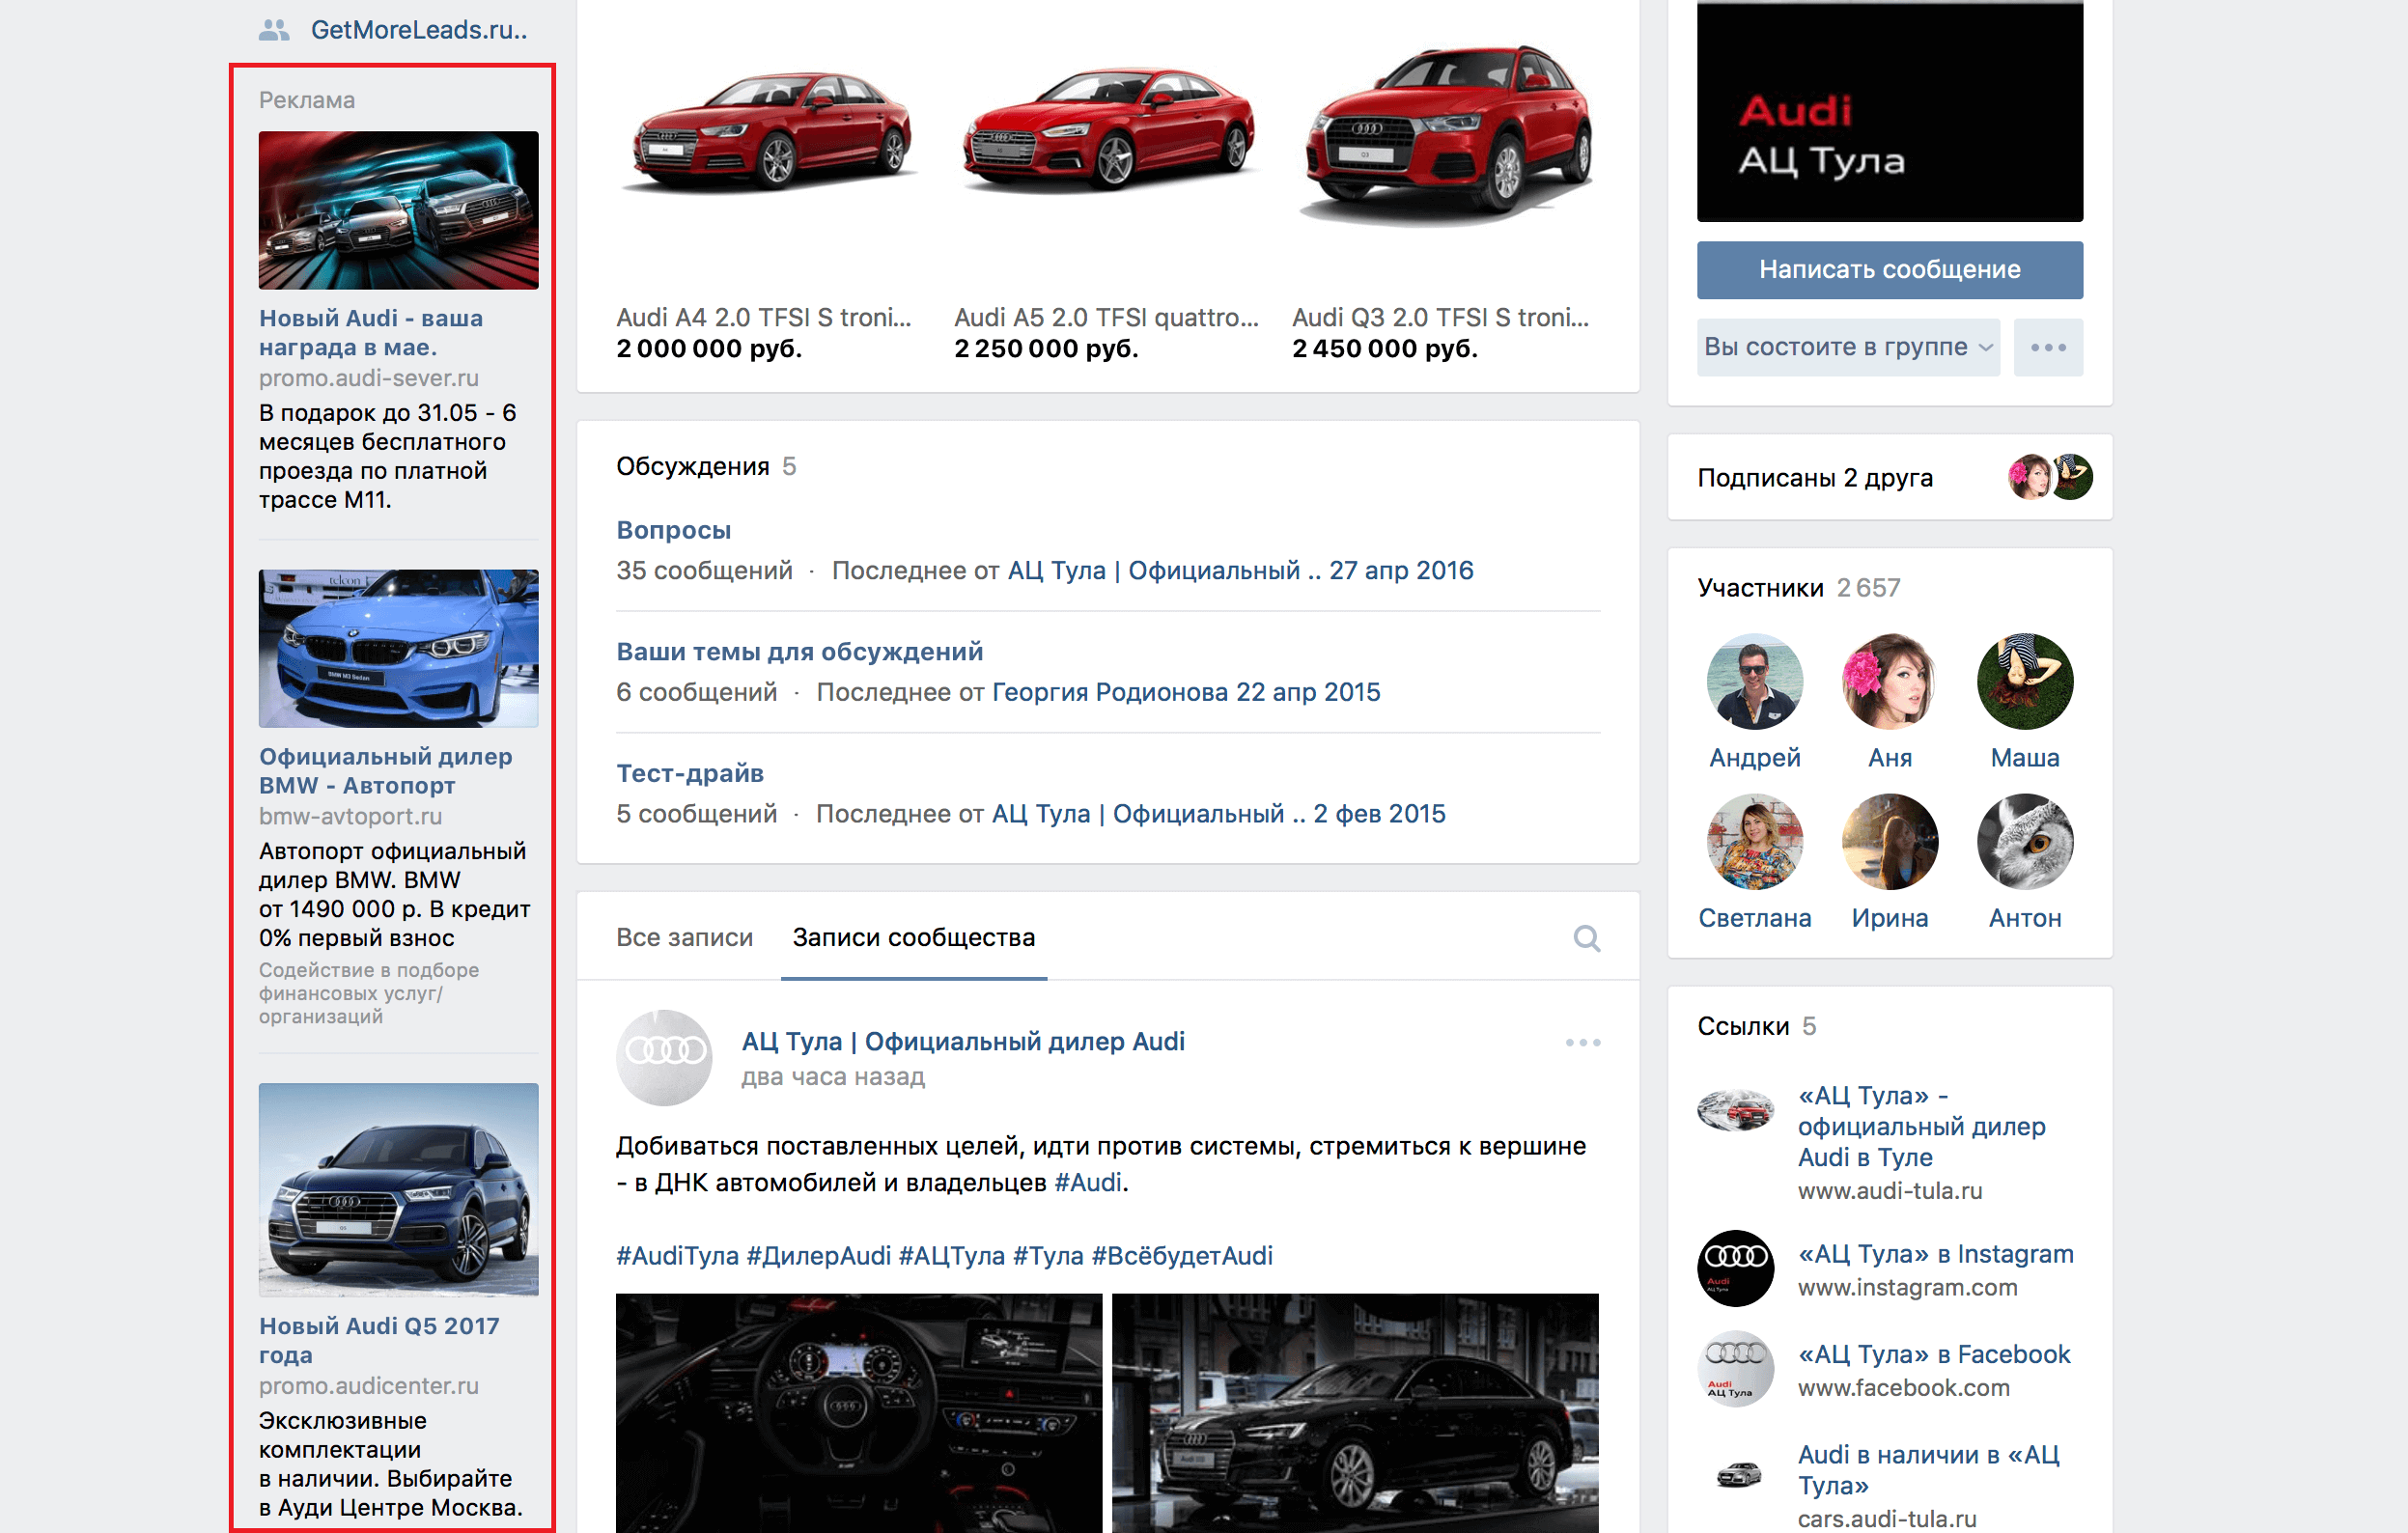 GetMoreLeads.ru..
Реклама
Новый Audi - ваша
награда в мае.
promo.audi-sever.ru
В подарок до 31.05 - 6
месяцев бесплатного
проезда по платной
трассе М11.
telcon
BMW M3 Sedan
Официальный дилер
BMW - Автопорт
bmw-avtoport.ru
Автопорт официальный
дилер BMW. BMW
от 1490 000 р. В кредит
0% первый взнос
Содействие в подборе
финансовых услуг/
организаций
Новый Audi Q5 2017
года
promo.audicenter.ru
Эксклюзивные
комплектации
в наличии. Выбирайте
в Ауди Центре Москва.
Audi A4 2.0 TFSI S troni...
2 000 000 руб.
Audi A5 2.0 TFSI quattro...
2 250 000 руб.
Audi Q3 2.0 TFSI S troni...
2 450 000 руб.
Обсуждения 5
Вопросы
35 сообщений · Последнее от АЦ Тула | Официальный .. 27 апр 2016
Ваши темы для обсуждений
6 сообщений · Последнее от Георгия Родионова 22 апр 2015
Тест-драйв
5 сообщений · Последнее от АЦ Тула | Официальный .. 2 фев 2015
Все записи Записи сообщества
АЦ Тула | Официальный дилер Audi
два часа назад
Добиваться поставленных целей, идти против системы, стремиться к вершине
- в ДНК автомобилей и владельцев #Audi.
#AudiТула #ДилерAudi #АЦТула #Тула #ВсёбудетAudi
Audi
АЦ Тула
Написать сообщение
Вы состоите в группе
Подписаны 2 друга
Участники 2 657
Андрей Аня Маша
Светлана Ирина Антон
Ссылки 5
«АЦ Тула» -
официальный дилер
Audi в Туле
www.audi-tula.ru
Audi
АЦ Тула
«АЦ Тула» в Instagram
www.instagram.com
Audi
АЦ Тула
«АЦ Тула» в Facebook
www.facebook.com
Audi в наличии в «АЦ
Тула»
cars.audi-tula.ru